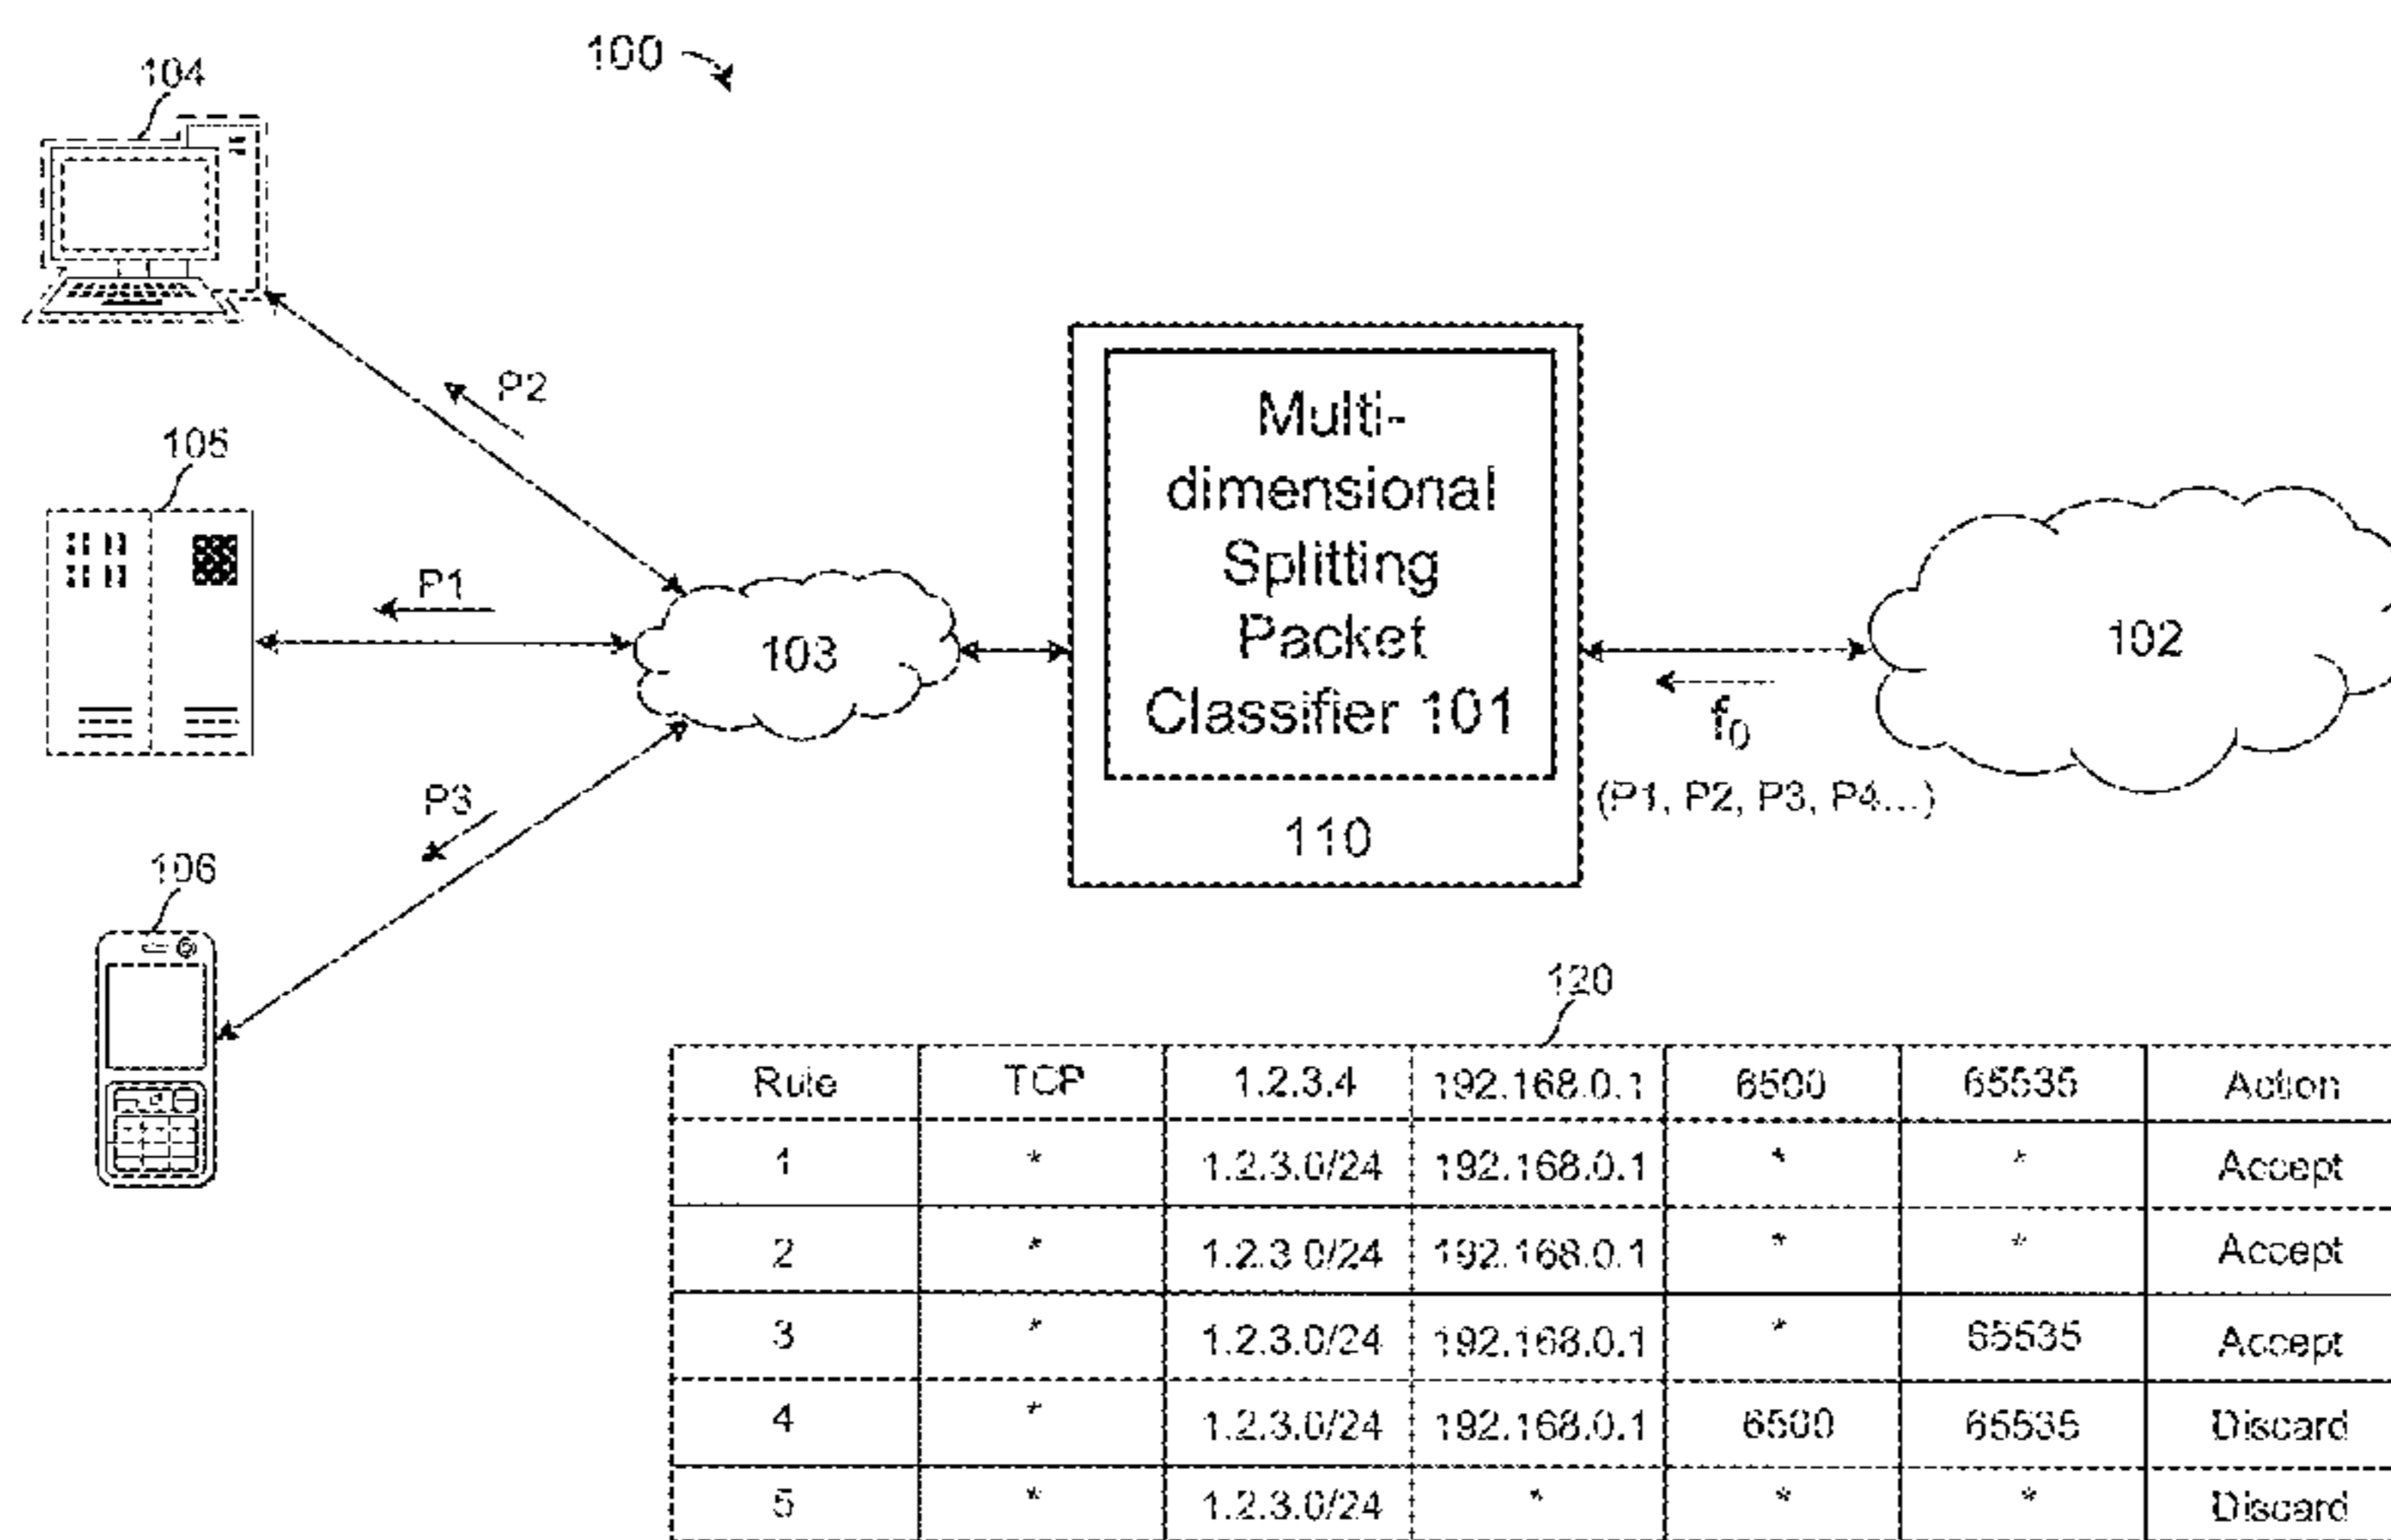 100
104
P2
105
P1
103
P3
106
Multi-
dimensional
Splitting
Packet
Classifier 101
110
f₀
(P1, P2, P3, P4...)
102
120
Rule TCP 1.2.3.4 192.168.0.1 6500 65535 Action
1 * 1.2.3.0/24 192.168.0.1 * * Accept
2 * 1.2.3.0/24 192.168.0.1 * * Accept
3 * 1.2.3.0/24 192.168.0.1 * 65535 Accept
4 * 1.2.3.0/24 192.168.0.1 6500 65535 Discard
5 * 1.2.3.0/24 * * * Discard